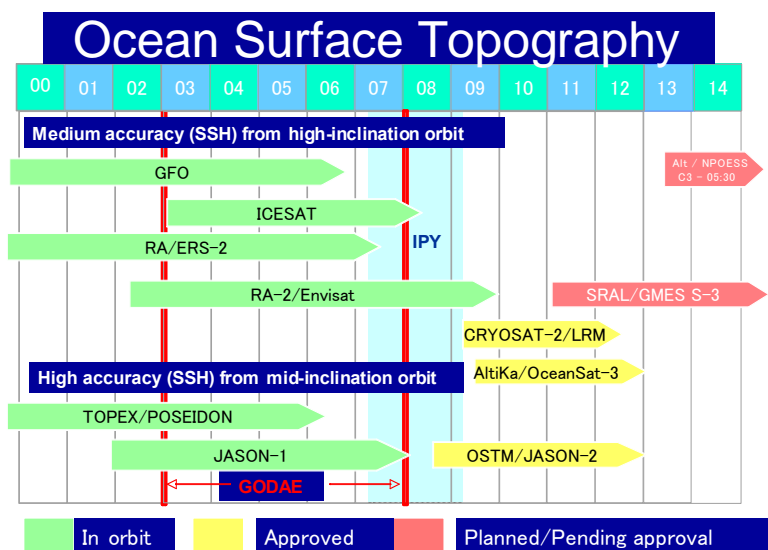 Ocean Surface Topography
00 01 02 03 04 05 06 07 08 09 10 11 12 13 14
Medium accuracy (SSH) from high-inclination orbit
Alt / NPOESS
C3 - 05:30
GFO
ICESAT
RA/ERS-2
IPY
RA-2/Envisat
SRAL/GMES S-3
CRYOSAT-2/LRM
High accuracy (SSH) from mid-inclination orbit
AltiKa/OceanSat-3
TOPEX/POSEIDON
JASON-1
OSTM/JASON-2
GODAE
In orbit
Approved
Planned/Pending approval